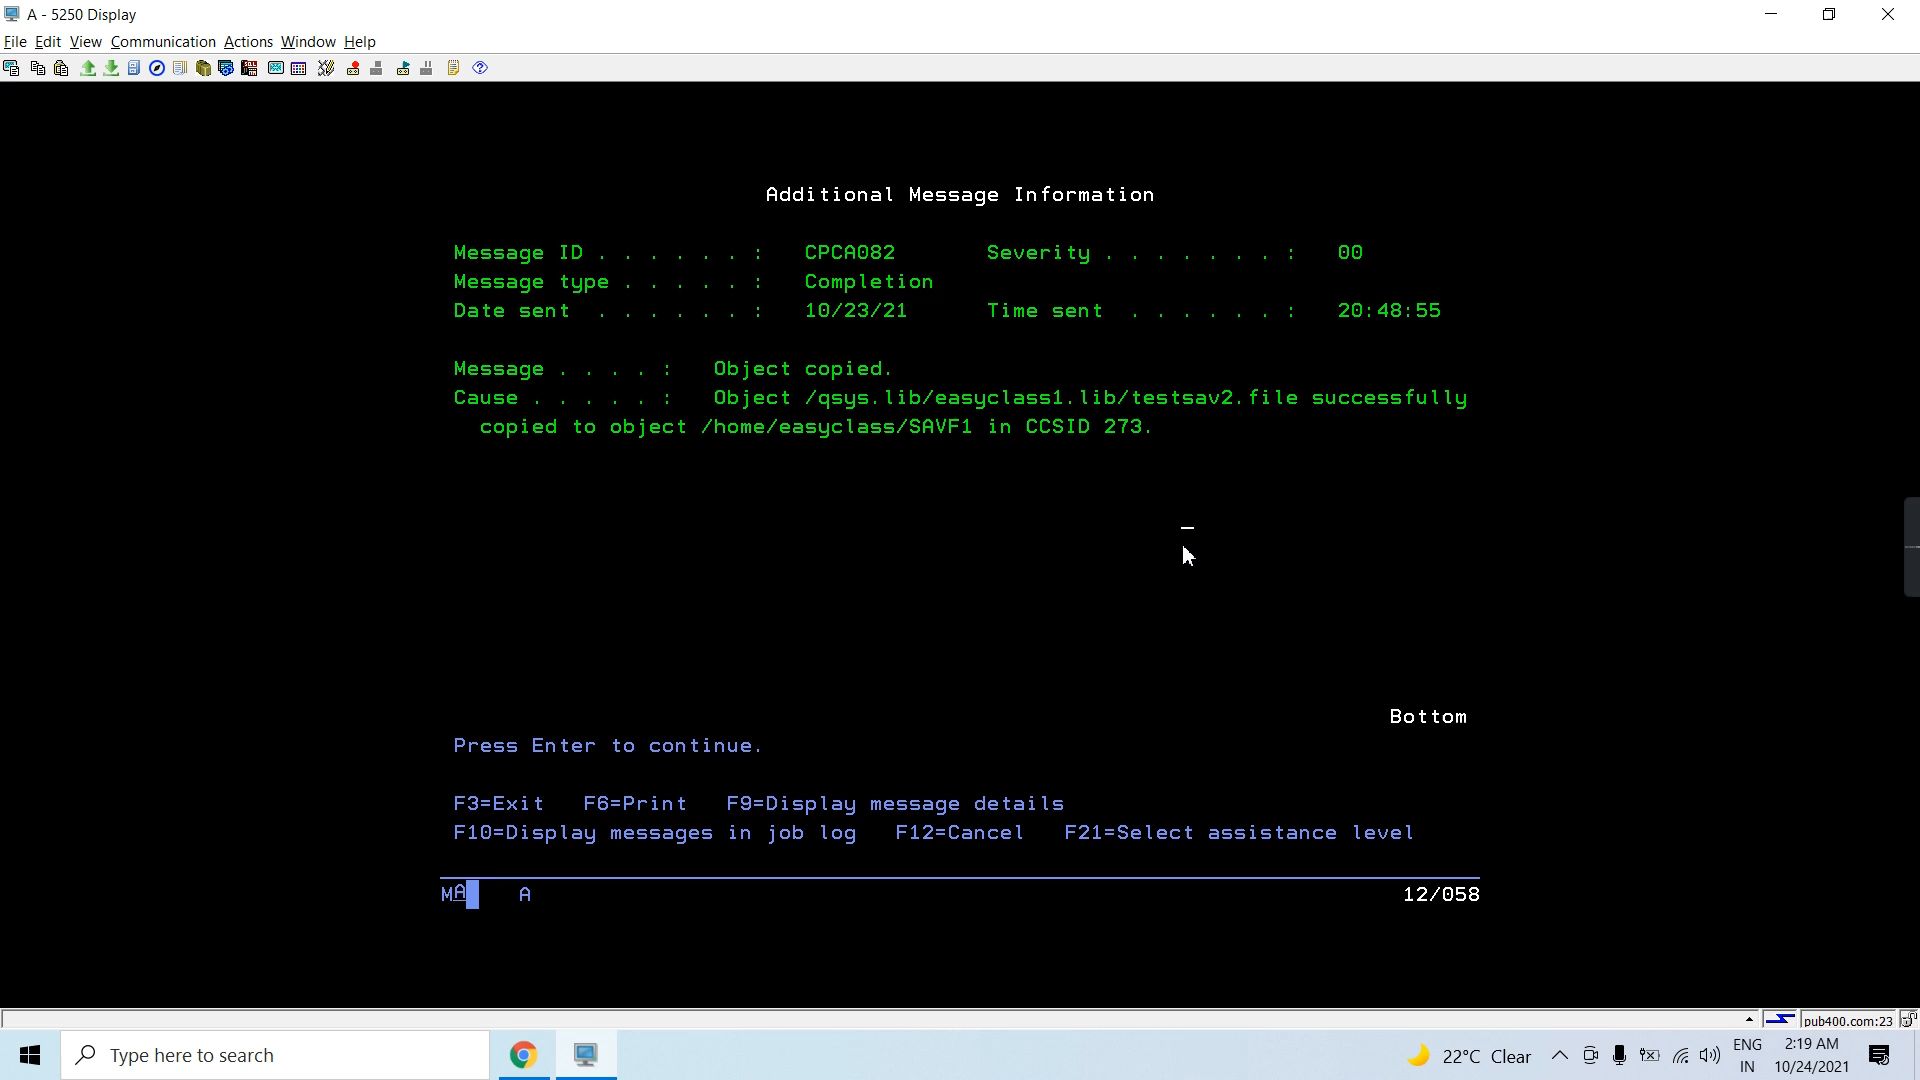 A - 5250 Display
File Edit View Communication Actions Window Help
Additional Message Information
Message ID . . . . . . : CPCA082 Severity . . . . . . . : 00
Message type . . . . . : Completion
Date sent . . . . . . : 10/23/21 Time sent . . . . . . : 20:48:55
Message . . . . : Object copied.
Cause . . . . . : Object /qsys.lib/easyclass1.lib/testsav2.file successfully
copied to object /home/easyclass/SAVF1 in CCSID 273.
Bottom
Press Enter to continue.
F3=Exit F6=Print F9=Display message details
F10=Display messages in job log F12=Cancel F21=Select assistance level
MA A 12/058
pub400.com:23
Type here to search
22°C Clear
ENG
IN
2:19 AM
10/24/2021